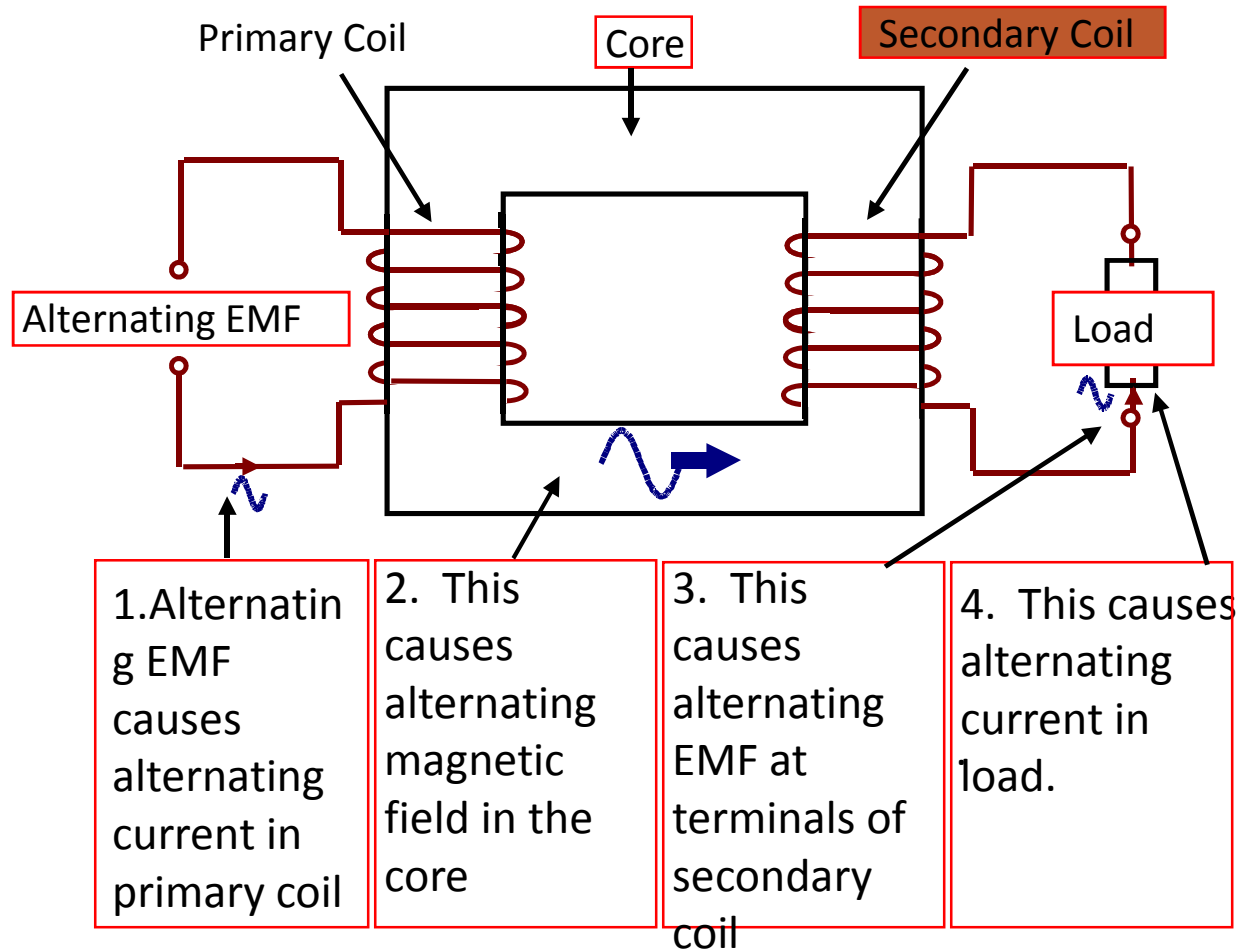 Primary Coil
Core
Secondary Coil
Alternating EMF
Load
1.Alternatin
g EMF
causes
alternating
current in
primary coil
2.  This
causes
alternating
magnetic
field in the
core
3.  This
causes
alternating
EMF at
terminals of
secondary
coil
4.  This causes
alternating
current in
load.